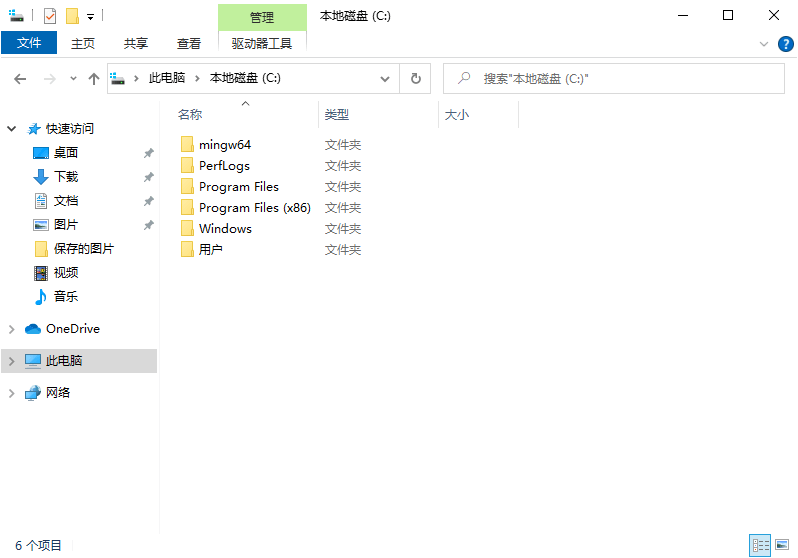 管理
本地磁盘 (C:)
文件
主页
共享
查看
驱动器工具
此电脑
本地磁盘 (C:)
搜索"本地磁盘 (C:)"
名称
类型
大小
快速访问
桌面
下载
文档
图片
保存的图片
视频
音乐
OneDrive
此电脑
网络
mingw64 文件夹
PerfLogs 文件夹
Program Files 文件夹
Program Files (x86) 文件夹
Windows 文件夹
用户 文件夹
6 个项目